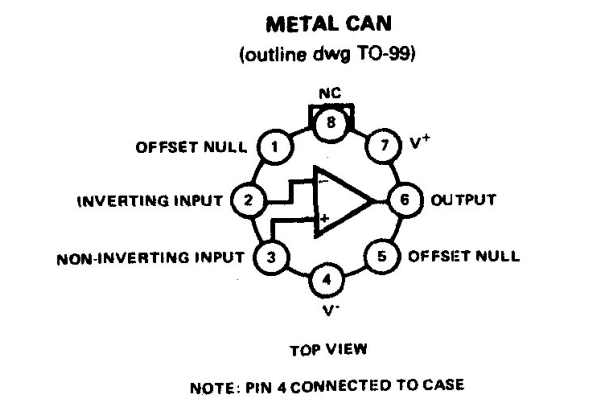 METAL CAN
(outline dwg TO-99)
NC
8
OFFSET NULL 1
7 V+
INVERTING INPUT 2
−
6 OUTPUT
+
NON-INVERTING INPUT 3
5 OFFSET NULL
4
V-
TOP VIEW
NOTE: PIN 4 CONNECTED TO CASE